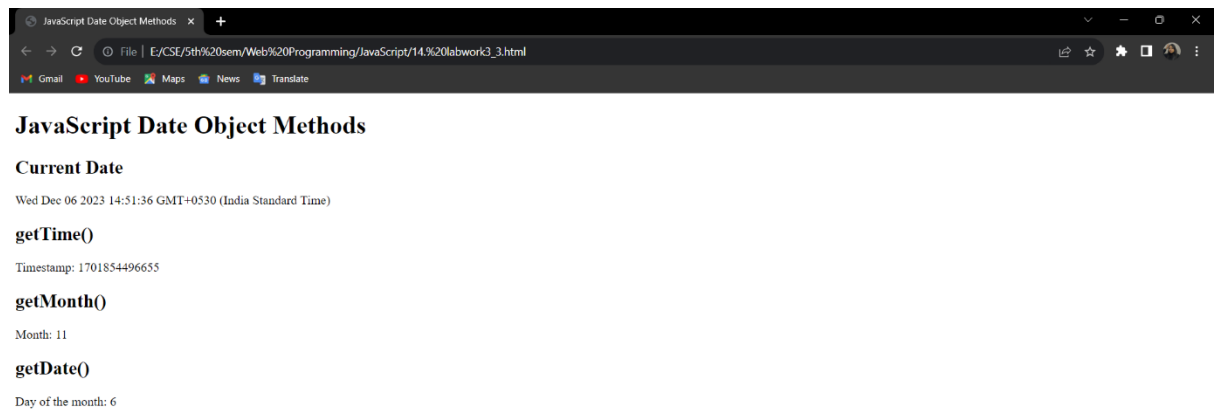 JavaScript Date Object Methods
File E:/CSE/5th%20sem/Web%20Programming/JavaScript/14.%20labwork3_3.html
Gmail YouTube Maps News Translate
JavaScript Date Object Methods
Current Date
Wed Dec 06 2023 14:51:36 GMT+0530 (India Standard Time)
getTime()
Timestamp: 1701854496655
getMonth()
Month: 11
getDate()
Day of the month: 6